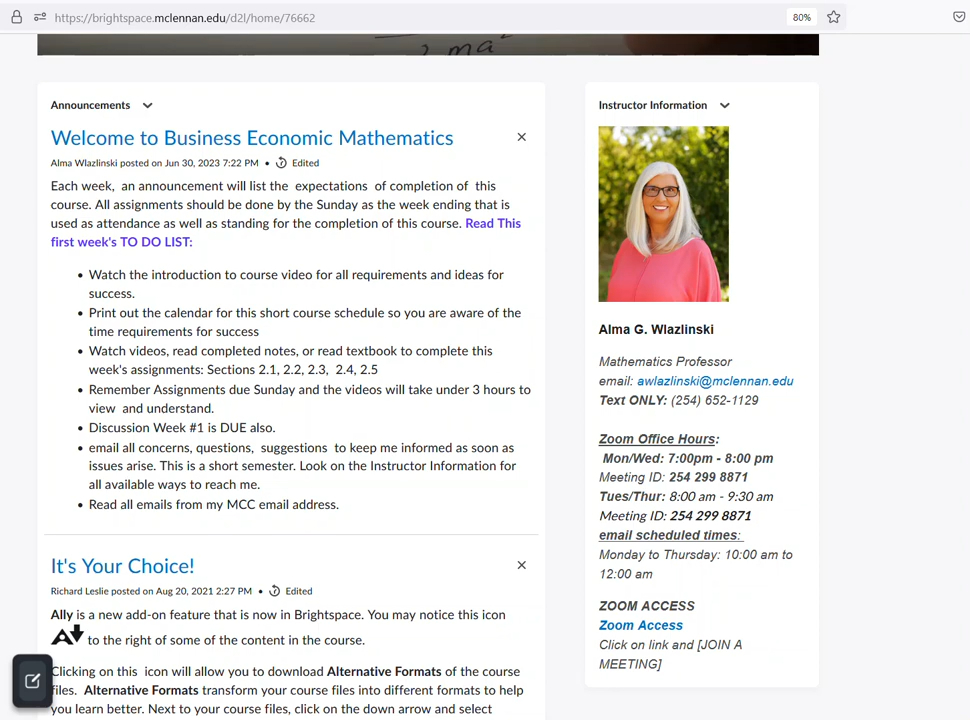 https://brightspace.mclennan.edu/d2l/home/76662
80%
Announcements
Welcome to Business Economic Mathematics
Alma Wlazlinski posted on Jun 30, 2023 7:22 PM • Edited
Each week, an announcement will list the expectations of completion of this
course. All assignments should be done by the Sunday as the week ending that is
used as attendance as well as standing for the completion of this course. Read This
first week's TO DO LIST:
• Watch the introduction to course video for all requirements and ideas for
success.
• Print out the calendar for this short course schedule so you are aware of the
time requirements for success
• Watch videos, read completed notes, or read textbook to complete this
week's assignments: Sections 2.1, 2.2, 2.3, 2.4, 2.5
• Remember Assignments due Sunday and the videos will take under 3 hours to
view and understand.
• Discussion Week #1 is DUE also.
• email all concerns, questions, suggestions to keep me informed as soon as
issues arise. This is a short semester. Look on the Instructor Information for
all available ways to reach me.
• Read all emails from my MCC email address.
It's Your Choice!
Richard Leslie posted on Aug 20, 2021 2:27 PM • Edited
Ally is a new add-on feature that is now in Brightspace. You may notice this icon
to the right of some of the content in the course.
Clicking on this icon will allow you to download Alternative Formats of the course
files. Alternative Formats transform your course files into different formats to help
you learn better. Next to your course files, click on the down arrow and select
Instructor Information
Alma G. Wlazlinski
Mathematics Professor
email: awlazlinski@mclennan.edu
Text ONLY: (254) 652-1129
Zoom Office Hours:
Mon/Wed: 7:00pm - 8:00 pm
Meeting ID: 254 299 8871
Tues/Thur: 8:00 am - 9:30 am
Meeting ID: 254 299 8871
email scheduled times:
Monday to Thursday: 10:00 am to
12:00 am
ZOOM ACCESS
Zoom Access
Click on link and [JOIN A
MEETING]